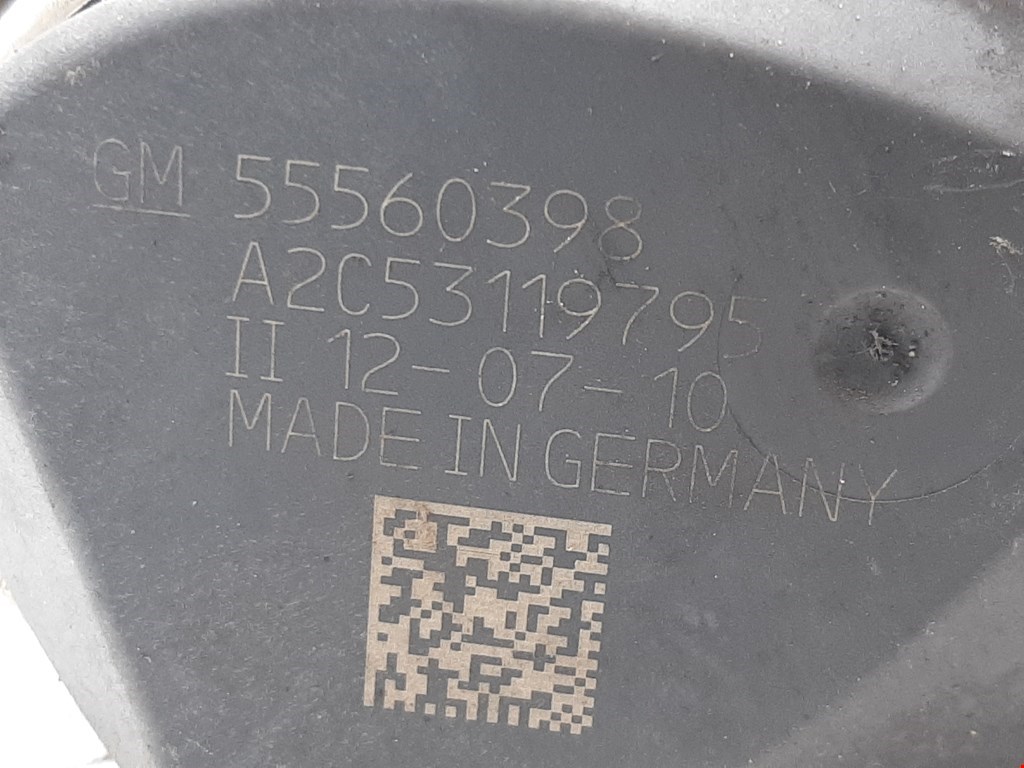 GM 55560398
A2C53119795
II 12-07-10
MADE IN GERMANY